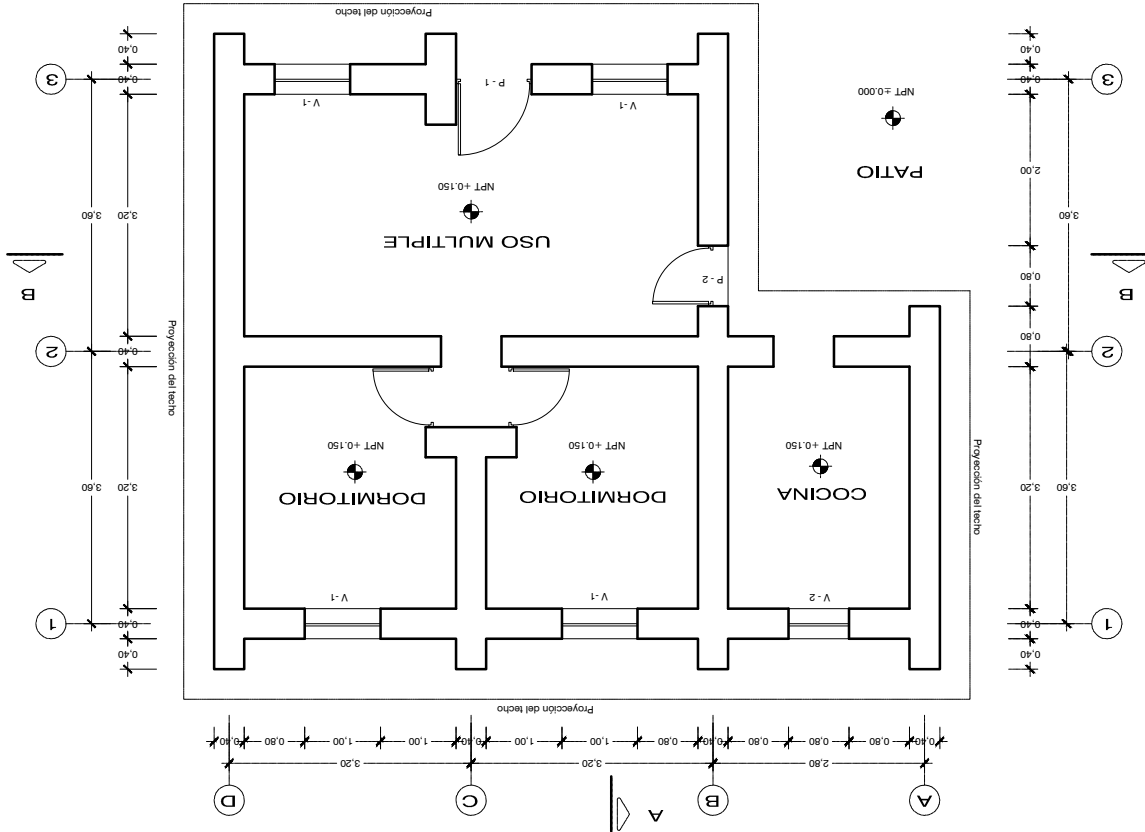 A B A C D
2,80 3,20 3,20
0,40 0,80 0,80 0,80 0,40 0,80 1,00 1,00 0,40 1,00 1,00 0,80 0,40
Proyección del techo
0,40 0,40
1 0,40 0,40 1
V - 2 V - 1 V - 1
COCINA DORMITORIO DORMITORIO
3,60 3,20 3,20 3,60
NPT +0.150 NPT +0.150 NPT +0.150
Proyección del techo
Proyección del techo
2 0,40 2
0,80
P - 2
0,80
B B
USO MULTIPLE
3,60 3,20 3,60
NPT +0.150
2,00
PATIO
NPT ±0.000
V - 1 P - 1 V - 1
3 0,40 0,40 3
0,40 0,40
Proyección del techo